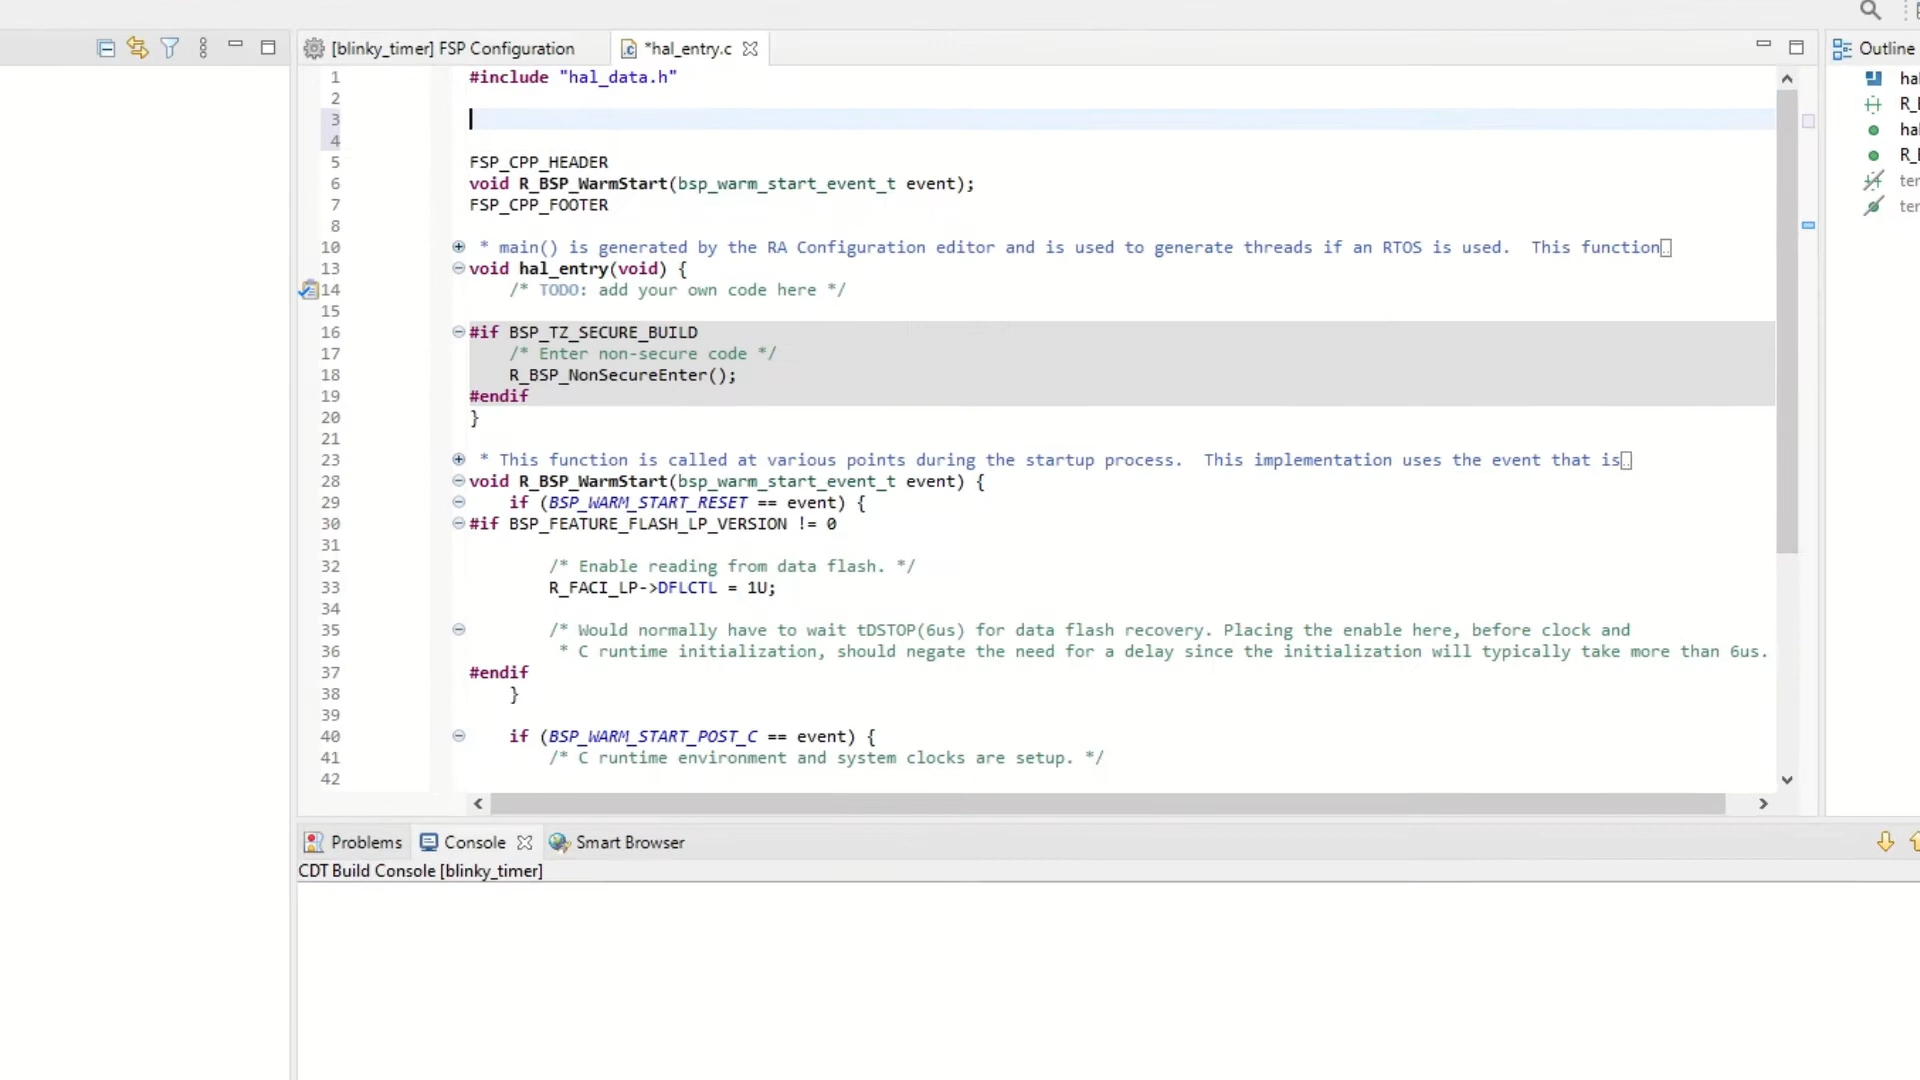 [blinky_timer] FSP Configuration
*hal_entry.c
Outline
1 #include "hal_data.h"
2
3
4
5 FSP_CPP_HEADER
6 void R_BSP_WarmStart(bsp_warm_start_event_t event);
7 FSP_CPP_FOOTER
8
10 * main() is generated by the RA Configuration editor and is used to generate threads if an RTOS is used.  This function..
13 void hal_entry(void) {
14 /* TODO: add your own code here */
15
16 #if BSP_TZ_SECURE_BUILD
17 /* Enter non-secure code */
18 R_BSP_NonSecureEnter();
19 #endif
20 }
21
23 * This function is called at various points during the startup process.  This implementation uses the event that is..
28 void R_BSP_WarmStart(bsp_warm_start_event_t event) {
29 if (BSP_WARM_START_RESET == event) {
30 #if BSP_FEATURE_FLASH_LP_VERSION != 0
31
32 /* Enable reading from data flash. */
33 R_FACI_LP->DFLCTL = 1U;
34
35 /* Would normally have to wait tDSTOP(6us) for data flash recovery. Placing the enable here, before clock and
36 * C runtime initialization, should negate the need for a delay since the initialization will typically take more than 6us.
37 #endif
38 }
39
40 if (BSP_WARM_START_POST_C == event) {
41 /* C runtime environment and system clocks are setup. */
42
ha
R_
ha
R_
ter
ter
Problems
Console
Smart Browser
CDT Build Console [blinky_timer]